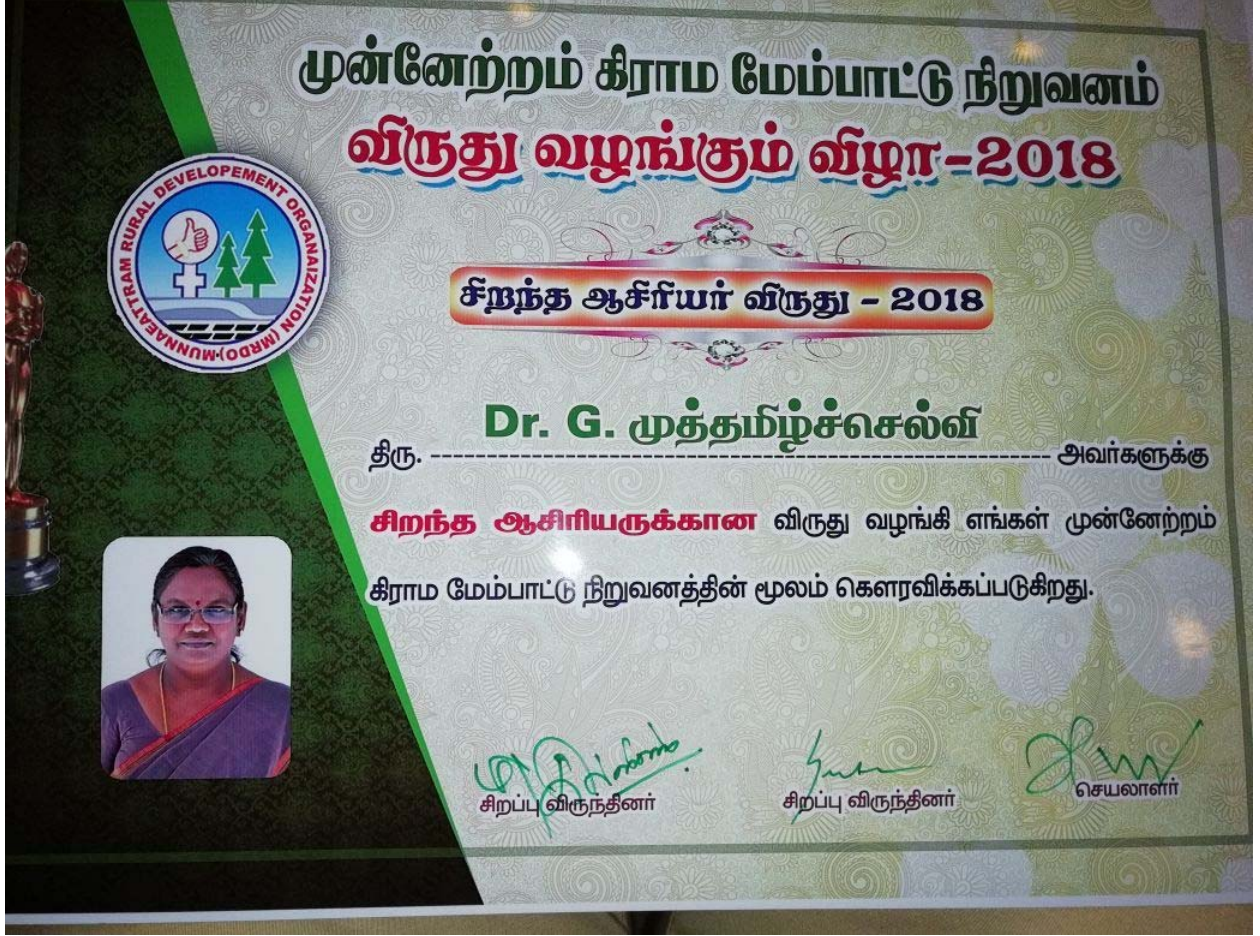 முன்னேற்றம் கிராம மேம்பாட்டு நிறுவனம்
விருது வழங்கும் விழா-2018
MUNNAEATTRAM RURAL DEVELOPEMENT ORGANAIZATION (MRDO)
சிறந்த ஆசிரியர் விருது - 2018
Dr. G. முத்தமிழ்ச்செல்வி
திரு. ------------------------------------------------ அவர்களுக்கு
சிறந்த ஆசிரியருக்கான விருது வழங்கி எங்கள் முன்னேற்றம்
கிராம மேம்பாட்டு நிறுவனத்தின் மூலம் கௌரவிக்கப்படுகிறது.
சிறப்பு விருந்தினர் சிறப்பு விருந்தினர் செயலாளர்